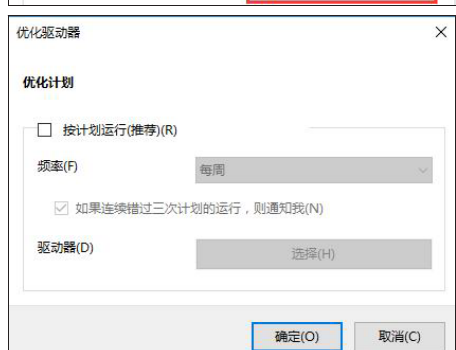 优化驱动器
优化计划
按计划运行(推荐)(R)
频率(F) 每周
如果连续错过三次计划的运行，则通知我(N)
驱动器(D) 选择(H)
确定(O) 取消(C)